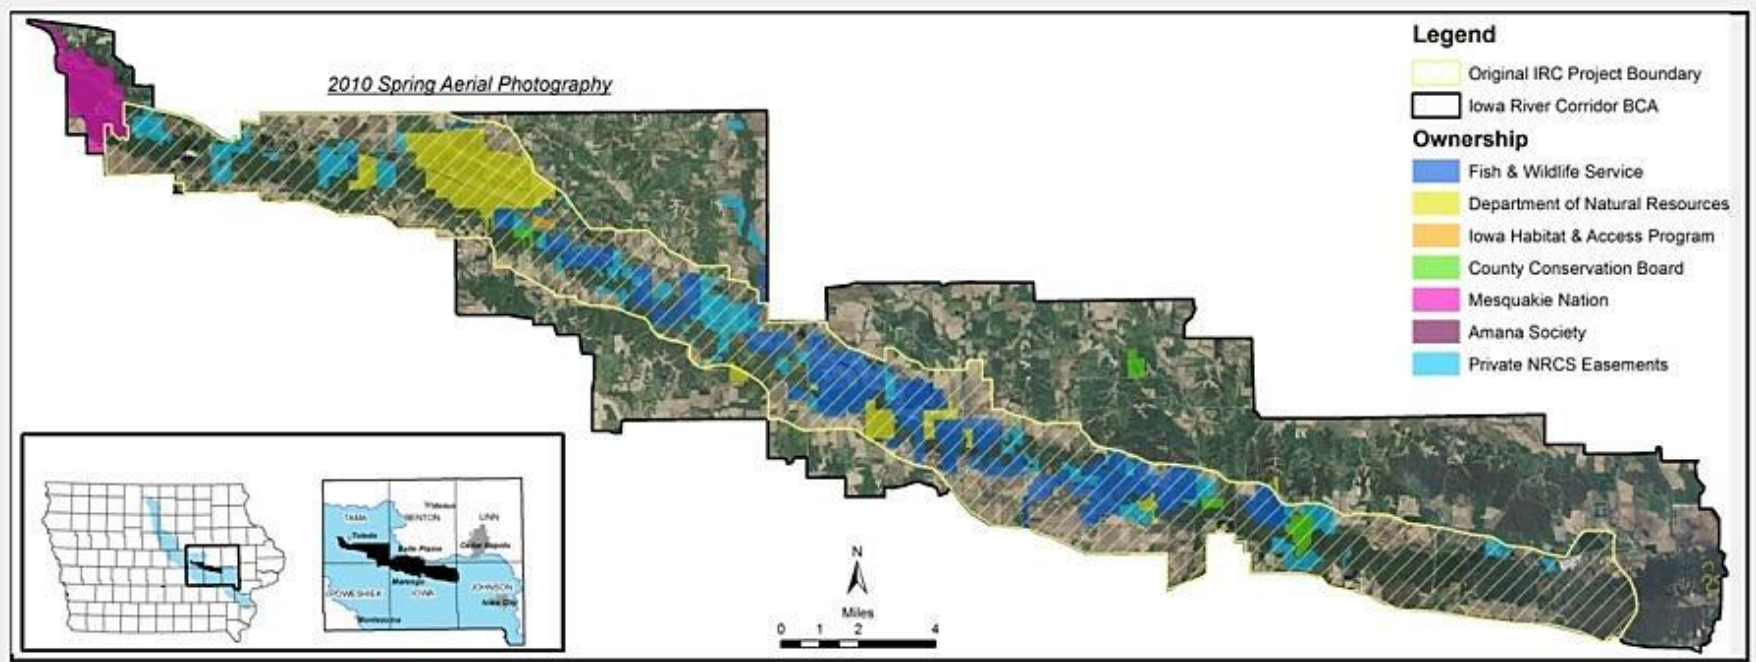 2010 Spring Aerial Photography
Legend
Original IRC Project Boundary
Iowa River Corridor BCA
Ownership
Fish & Wildlife Service
Department of Natural Resources
Iowa Habitat & Access Program
County Conservation Board
Mesquakie Nation
Amana Society
Private NRCS Easements
TAMA
BENTON
LINN
Toledo
Belle Plaine
Cedar Rapids
Marengo
POWESHIEK
IOWA
JOHNSON
Iowa City
Montezuma
N
Miles
0 1 2 4